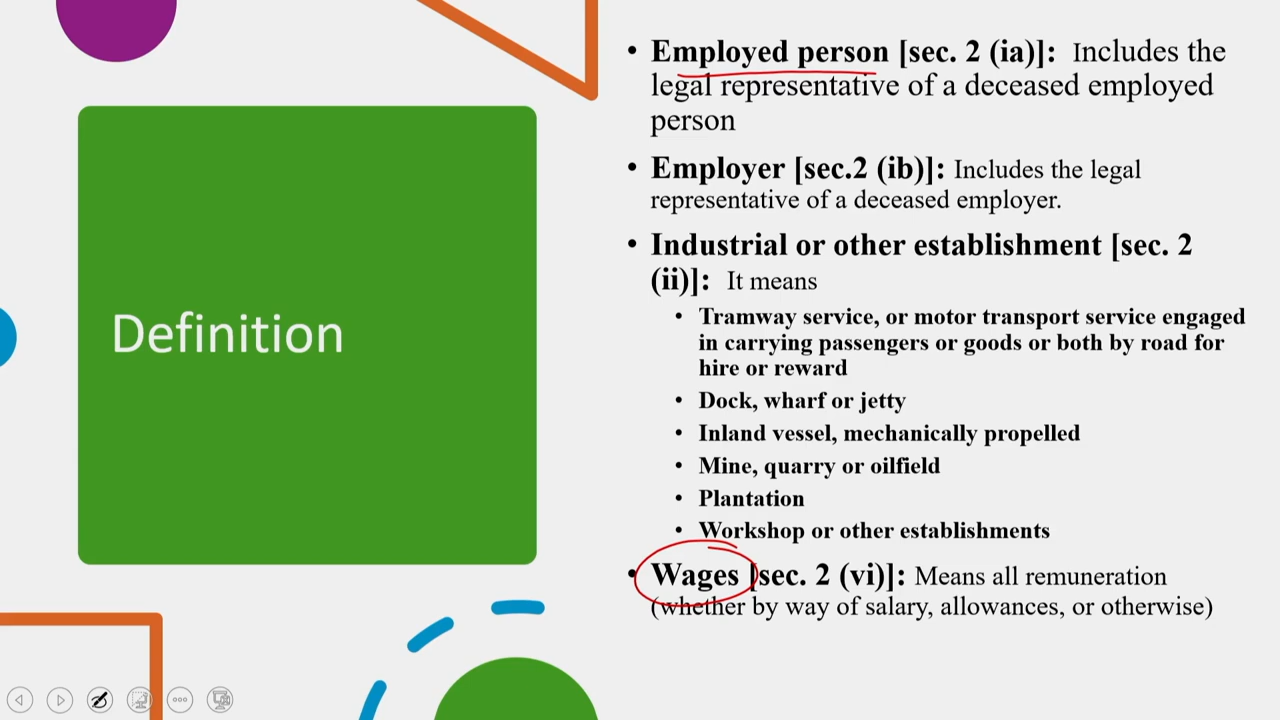 Definition
• Employed person [sec. 2 (ia)]: Includes the
legal representative of a deceased employed
person
• Employer [sec.2 (ib)]: Includes the legal
representative of a deceased employer.
• Industrial or other establishment [sec. 2
(ii)]: It means
• Tramway service, or motor transport service engaged
in carrying passengers or goods or both by road for
hire or reward
• Dock, wharf or jetty
• Inland vessel, mechanically propelled
• Mine, quarry or oilfield
• Plantation
• Workshop or other establishments
• Wages [sec. 2 (vi)]: Means all remuneration
(whether by way of salary, allowances, or otherwise)